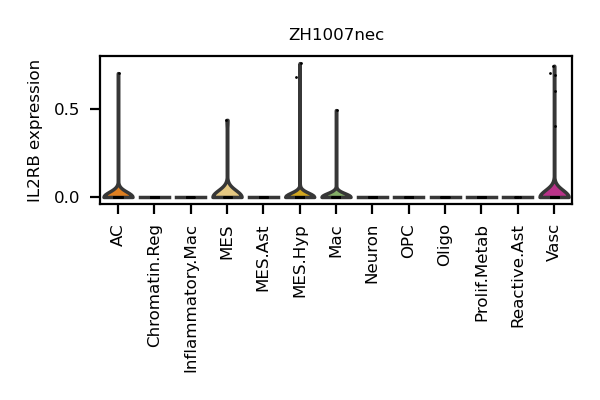 ZH1007nec
IL2RB expression
0.5
0.0
AC
Chromatin.Reg
Inflammatory.Mac
MES
MES.Ast
MES.Hyp
Mac
Neuron
OPC
Oligo
Prolif.Metab
Reactive.Ast
Vasc